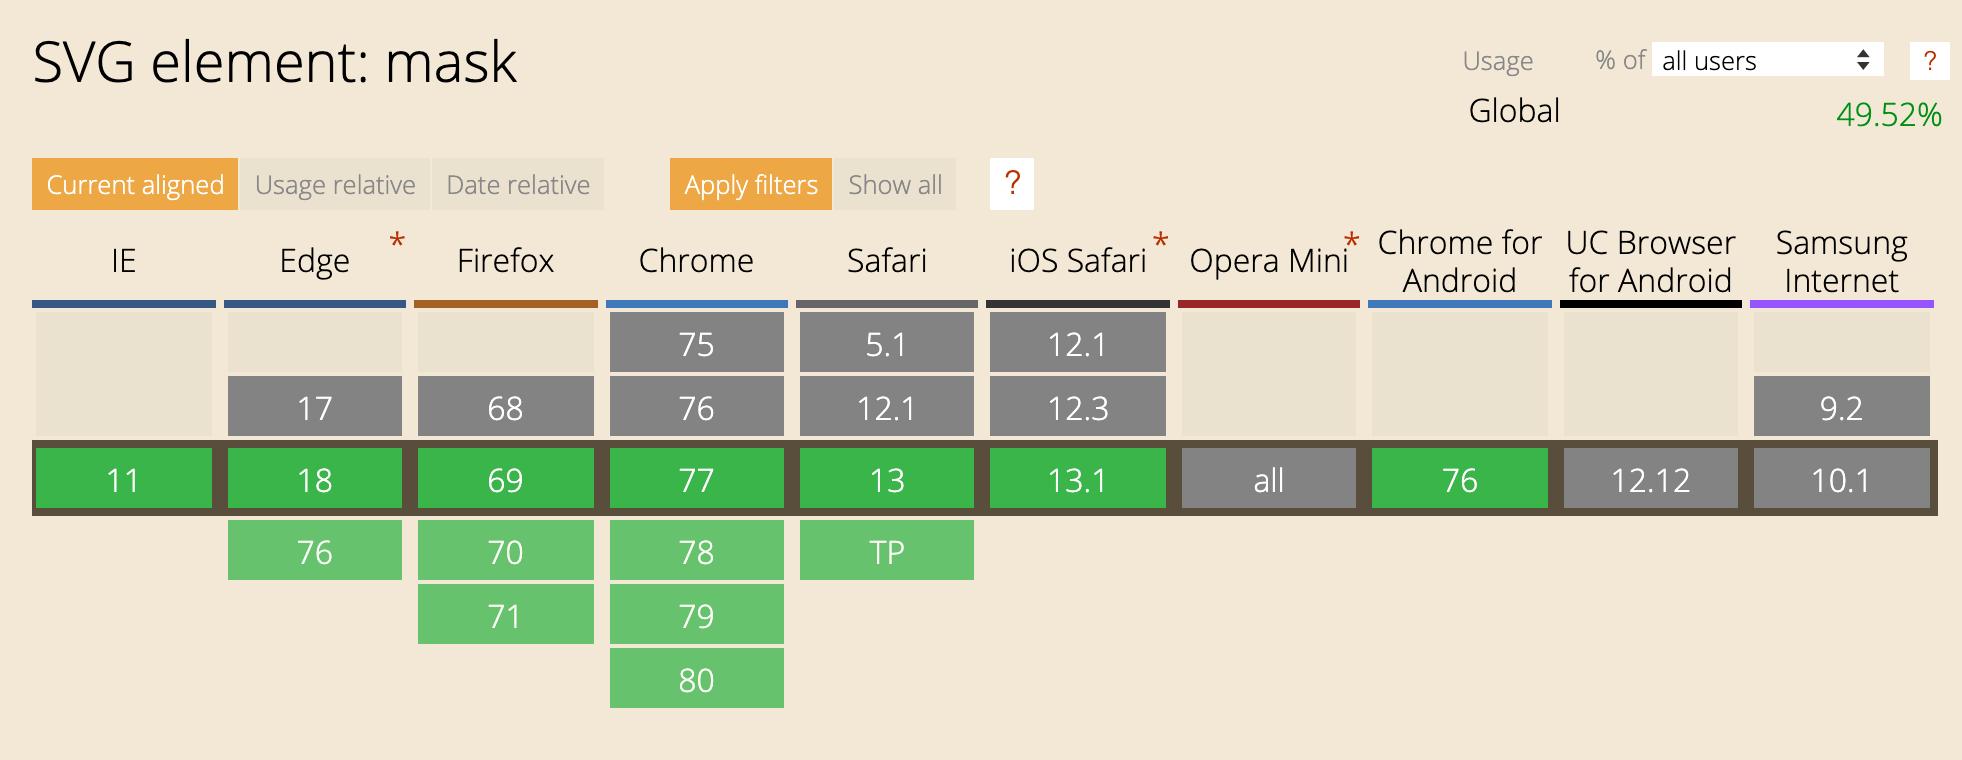 SVG element: mask
Usage % of all users ?
Global 49.52%
Current aligned Usage relative Date relative Apply filters Show all ?
IE Edge * Firefox Chrome Safari iOS Safari * Opera Mini * Chrome for Android UC Browser for Android Samsung Internet
75 5.1 12.1
17 68 76 12.1 12.3 9.2
11 18 69 77 13 13.1 all 76 12.12 10.1
76 70 78 TP
71 79
80